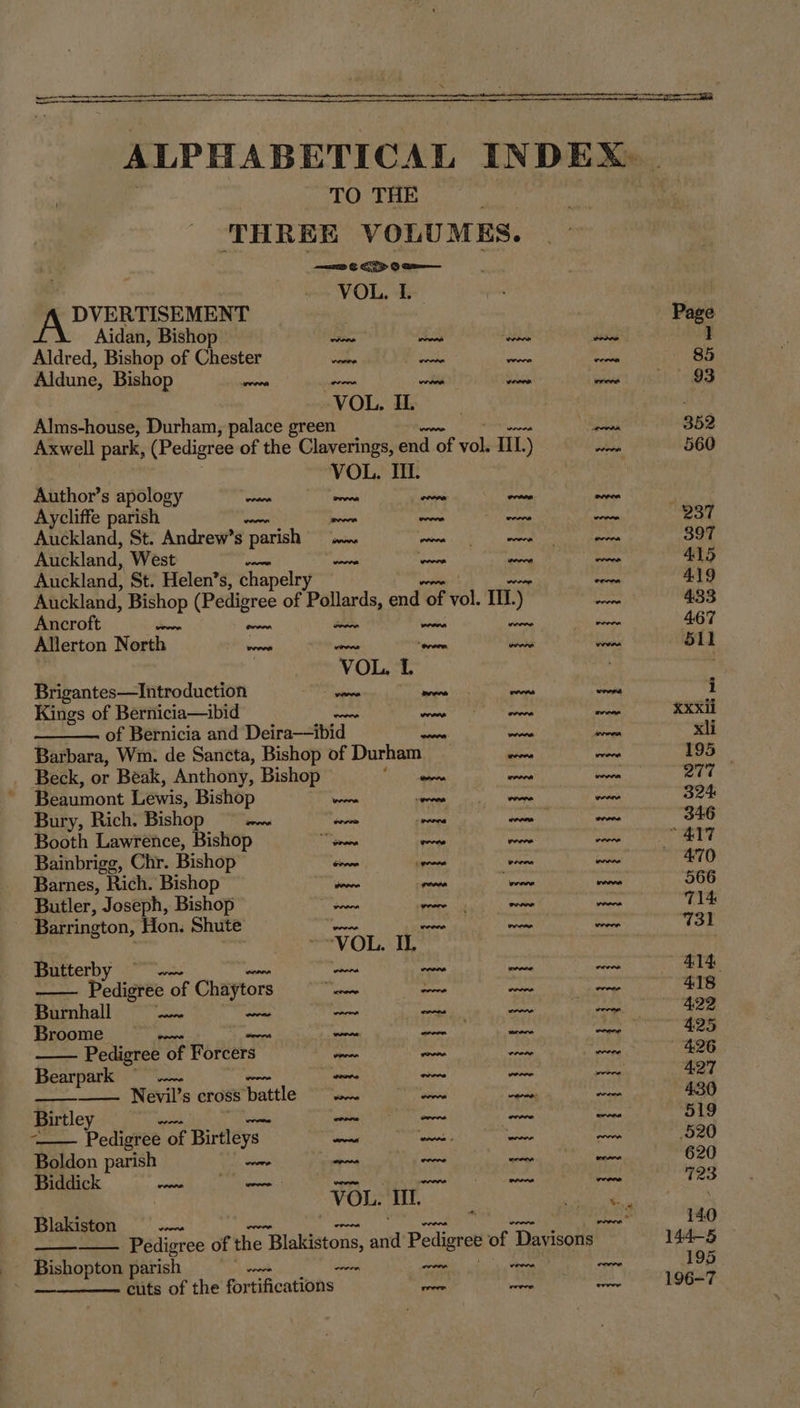 ALPHABETICAL INDEX
TO THE
THREE VOLUMES.
VOL. I.
ADVERTISEMENT Page
Aidan, Bishop 1
Aldred, Bishop of Chester 85
Aldune, Bishop 93
VOL. II.
Alms-house, Durham, palace green 352
Axwell park, (Pedigree of the Claverings, end of vol. III.) 560
VOL. III.
Author's apology
Aycliffe parish 237
Auckland, St. Andrew's parish 397
Auckland, West 415
Auckland, St. Helen's, chapelry 419
Auckland, Bishop (Pedigree of Pollards, end of vol. III.) 433
Ancroft 467
Allerton North 511
VOL. I.
Brigantes—Introduction i
Kings of Bernicia—ibid xxxii
——— of Bernicia and Deira—ibid xli
Barbara, Wm. de Sancta, Bishop of Durham 195
Beck, or Beak, Anthony, Bishop 277
Beaumont Lewis, Bishop 324
Bury, Rich. Bishop 346
Booth Lawrence, Bishop 417
Bainbrigg, Chr. Bishop 470
Barnes, Rich. Bishop 566
Butler, Joseph, Bishop 714
Barrington, Hon. Shute 731
VOL. II.
Butterby 414
—— Pedigree of Chaytors 418
Burnhall 422
Broome 425
—— Pedigree of Forcers 426
Bearpark 427
———— Nevil's cross battle 430
Birtley 519
—— Pedigree of Birtleys 520
Boldon parish 620
Biddick 723
VOL. III.
Blakiston 140
———— Pedigree of the Blakistons, and Pedigree of Davisons 144-5
Bishopton parish 195
———— cuts of the fortifications 196-7